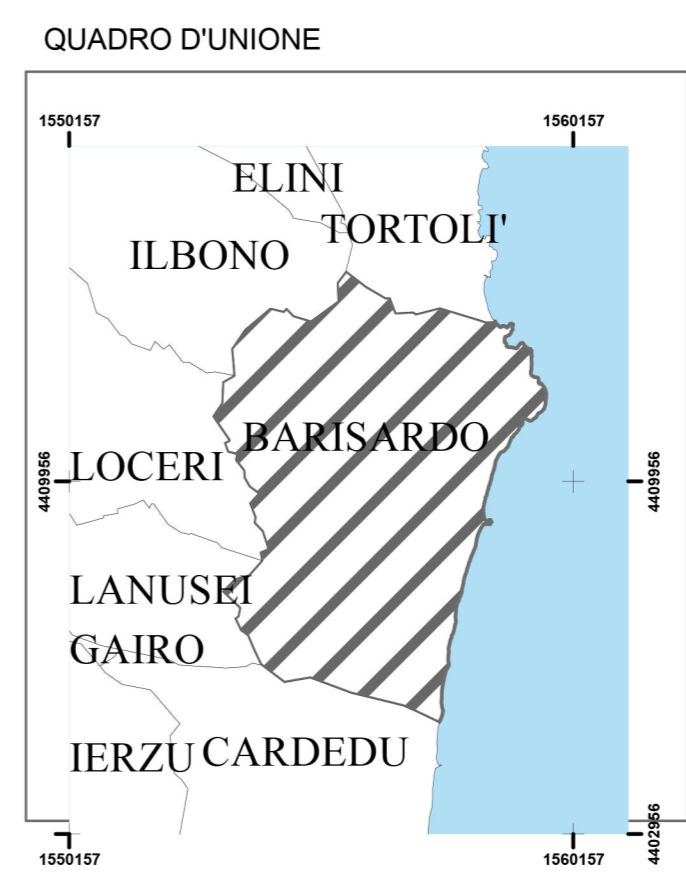 QUADRO D'UNIONE
1550157
1560157
ELINI
TORTOLI'
ILBONO
BARISARDO
LOCERI
4409956
4409956
LANUSEI
GAIRO
IERZU
CARDEDU
4402956
1550157
1560157